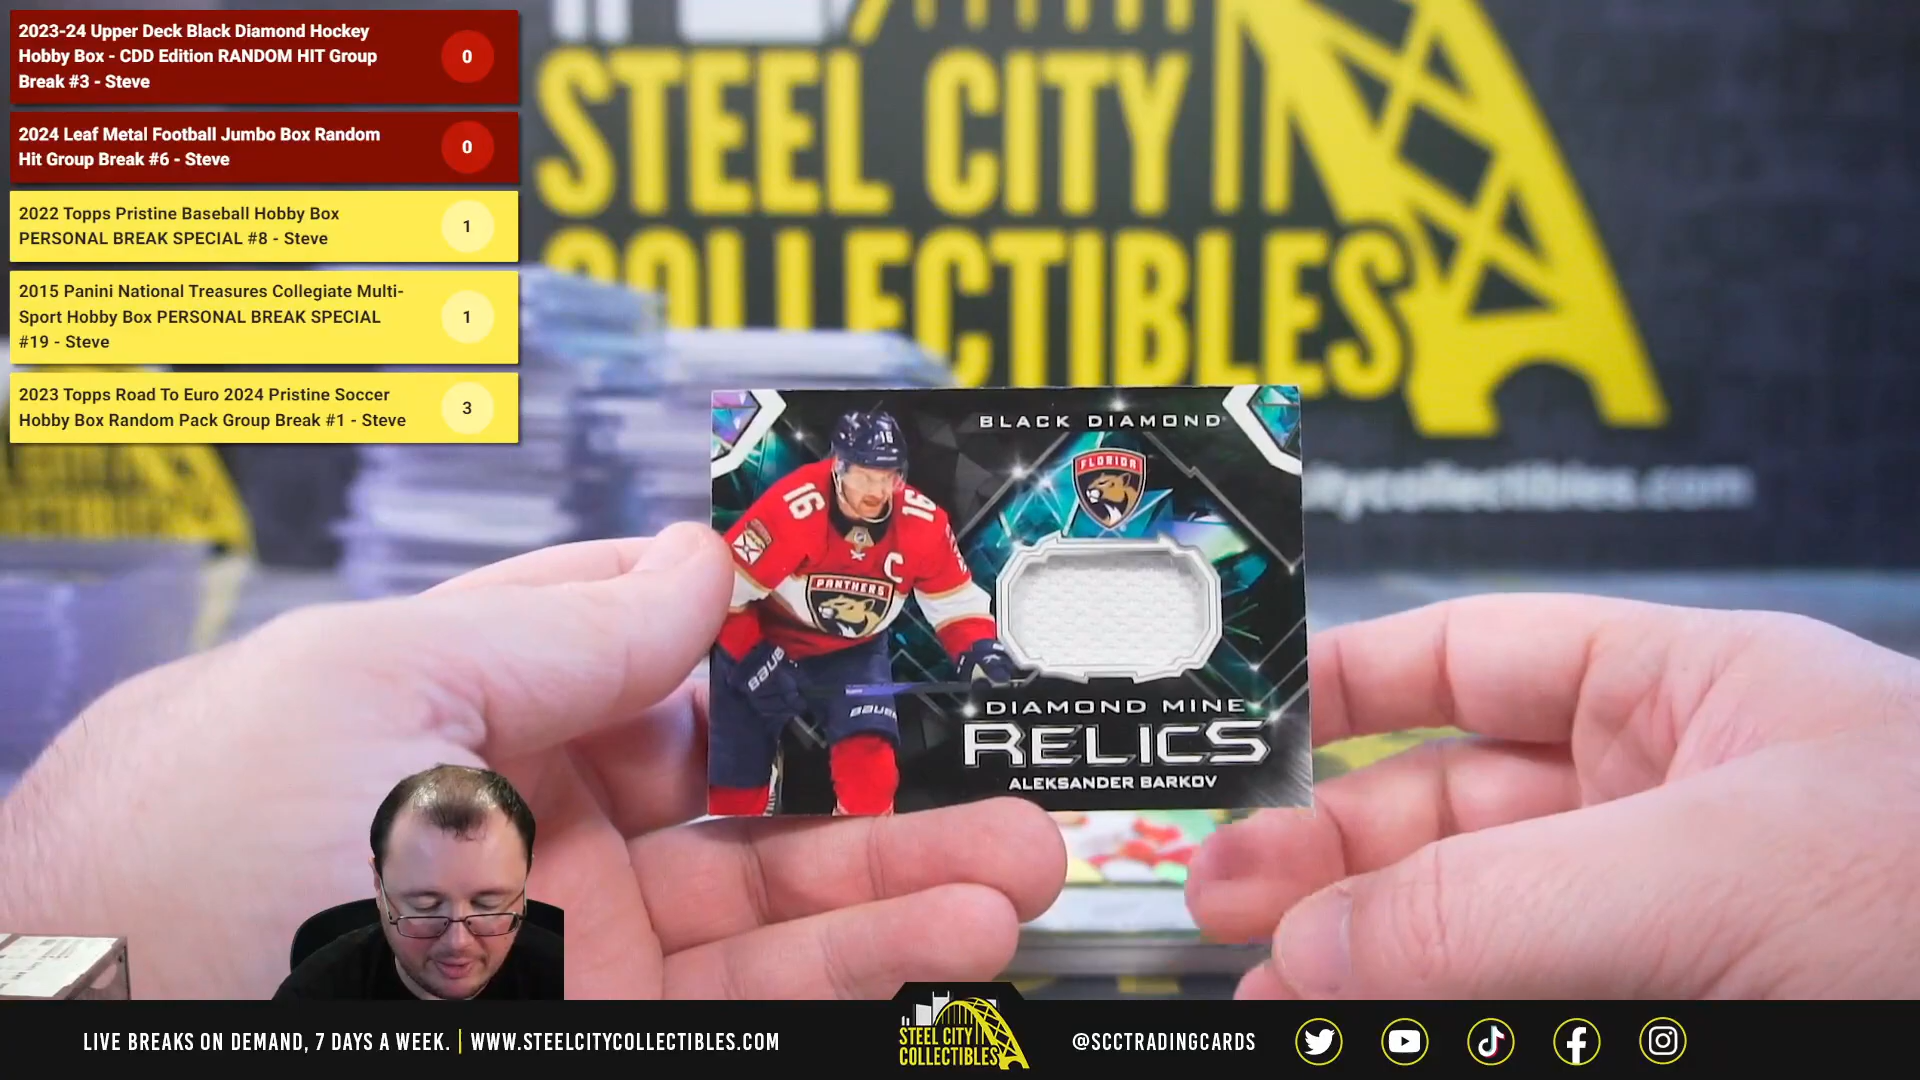 2023-24 Upper Deck Black Diamond Hockey
Hobby Box - CDD Edition RANDOM HIT Group
Break #3 - Steve
0
2024 Leaf Metal Football Jumbo Box Random
Hit Group Break #6 - Steve
0
2022 Topps Pristine Baseball Hobby Box
PERSONAL BREAK SPECIAL #8 - Steve
1
2015 Panini National Treasures Collegiate Multi-
Sport Hobby Box PERSONAL BREAK SPECIAL
#19 - Steve
1
2023 Topps Road To Euro 2024 Pristine Soccer
Hobby Box Random Pack Group Break #1 - Steve
3
STEEL CITY
COLLECTIBLES
citycollectibles.com
BLACK DIAMOND
FLORIDA
16
16
16
C
PANTHERS
BAUER
BAUER
DIAMOND MINE
RELICS
ALEKSANDER BARKOV
LIVE BREAKS ON DEMAND, 7 DAYS A WEEK. | WWW.STEELCITYCOLLECTIBLES.COM
STEEL CITY
COLLECTIBLES
@SCCTRADINGCARDS